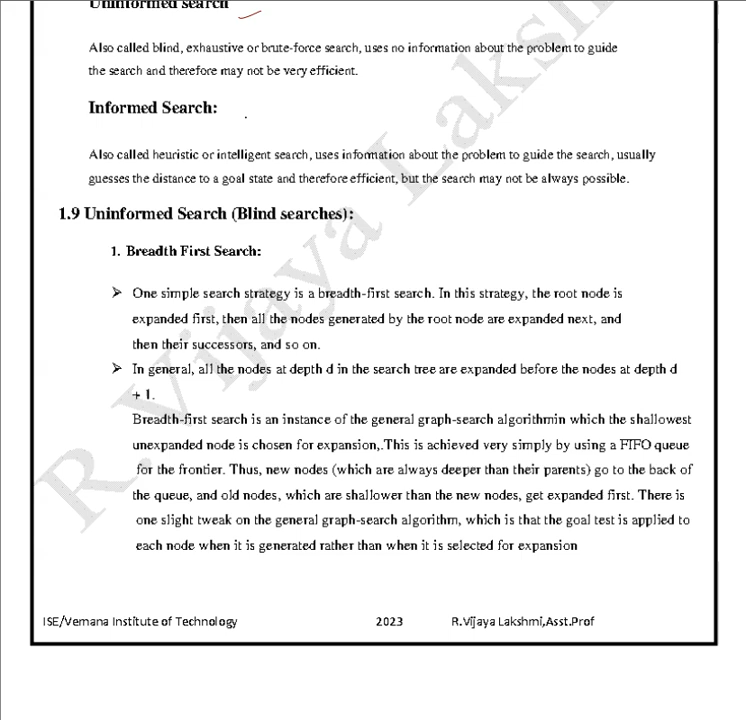 Uninformed Search
Also called blind, exhaustive or brute-force search, uses no information about the problem to guide
the search and therefore may not be very efficient.
Informed Search:
Also called heuristic or intelligent search, uses information about the problem to guide the search, usually
guesses the distance to a goal state and therefore efficient, but the search may not be always possible.
1.9 Uninformed Search (Blind searches):
1. Breadth First Search:
➢ One simple search strategy is a breadth-first search. In this strategy, the root node is
expanded first, then all the nodes generated by the root node are expanded next, and
then their successors, and so on.
➢ In general, all the nodes at depth d in the search tree are expanded before the nodes at depth d
+ 1.
Breadth-first search is an instance of the general graph-search algorithmin which the shallowest
unexpanded node is chosen for expansion,.This is achieved very simply by using a FIFO queue
for the frontier. Thus, new nodes (which are always deeper than their parents) go to the back of
the queue, and old nodes, which are shallower than the new nodes, get expanded first. There is
one slight tweak on the general graph-search algorithm, which is that the goal test is applied to
each node when it is generated rather than when it is selected for expansion
ISE/Vemana Institute of Technology 2023 R.Vijaya Lakshmi,Asst.Prof
R. Vijaya Lakshm